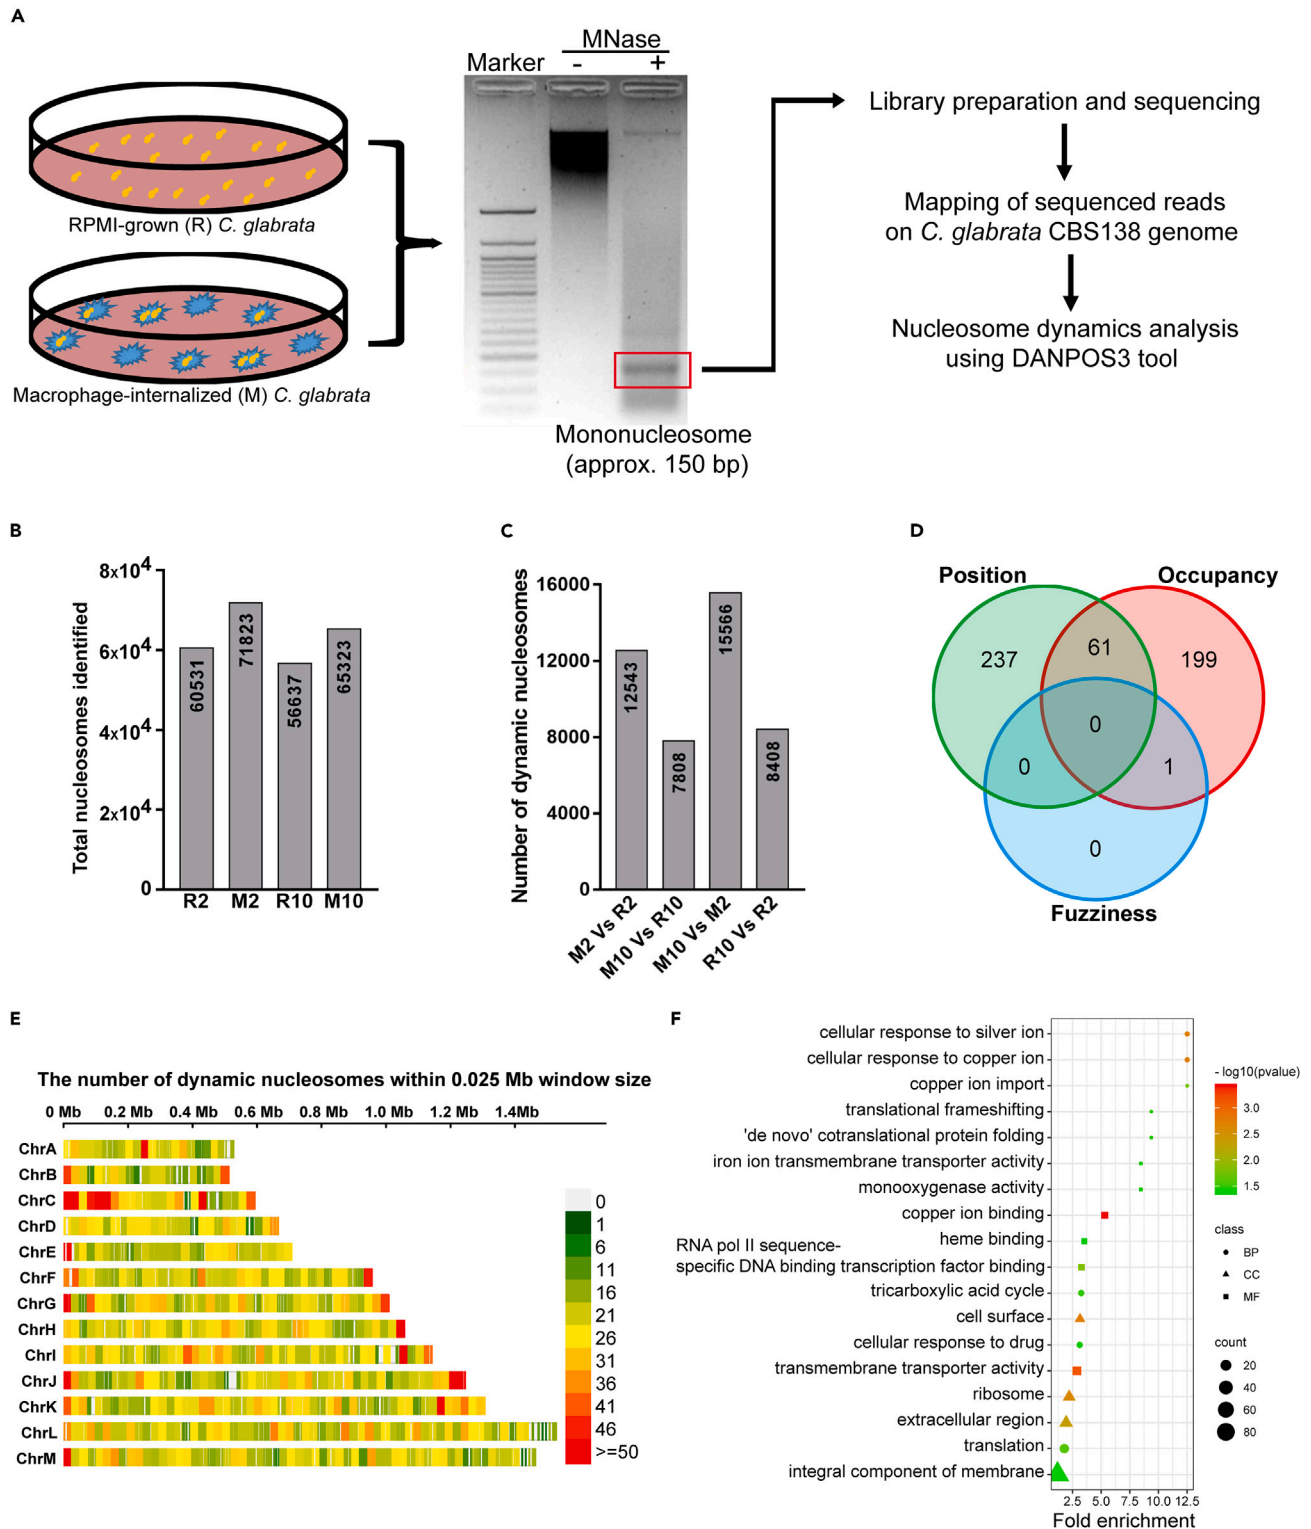 A
MNase
Marker
-
+
RPMI-grown (R) C. glabrata
Macrophage-internalized (M) C. glabrata
Mononucleosome
(approx. 150 bp)
Library preparation and sequencing
Mapping of sequenced reads
on C. glabrata CBS138 genome
Nucleosome dynamics analysis
using DANPOS3 tool
B
Total nucleosomes identified
8x10⁴
6x10⁴
4x10⁴
2x10⁴
0
60531
71823
56637
65323
R2
M2
R10
M10
C
Number of dynamic nucleosomes
16000
12000
8000
4000
0
12543
7808
15566
8408
M2 Vs R2
M10 Vs R10
M10 Vs M2
R10 Vs R2
D
Position
Occupancy
237
61
199
0
0
1
0
Fuzziness
E
The number of dynamic nucleosomes within 0.025 Mb window size
0 Mb
0.2 Mb
0.4 Mb
0.6 Mb
0.8 Mb
1.0 Mb
1.2 Mb
1.4Mb
ChrA
ChrB
ChrC
ChrD
ChrE
ChrF
ChrG
ChrH
ChrI
ChrJ
ChrK
ChrL
ChrM
0
1
6
11
16
21
26
31
36
41
46
>=50
F
cellular response to silver ion
cellular response to copper ion
copper ion import
translational frameshifting
'de novo' cotranslational protein folding
iron ion transmembrane transporter activity
monooxygenase activity
copper ion binding
heme binding
RNA pol II sequence-
specific DNA binding transcription factor binding
tricarboxylic acid cycle
cell surface
cellular response to drug
transmembrane transporter activity
ribosome
extracellular region
translation
integral component of membrane
2.5
5.0
7.5
10.0
12.5
Fold enrichment
- log10(pvalue)
3.0
2.5
2.0
1.5
class
BP
CC
MF
count
20
40
60
80